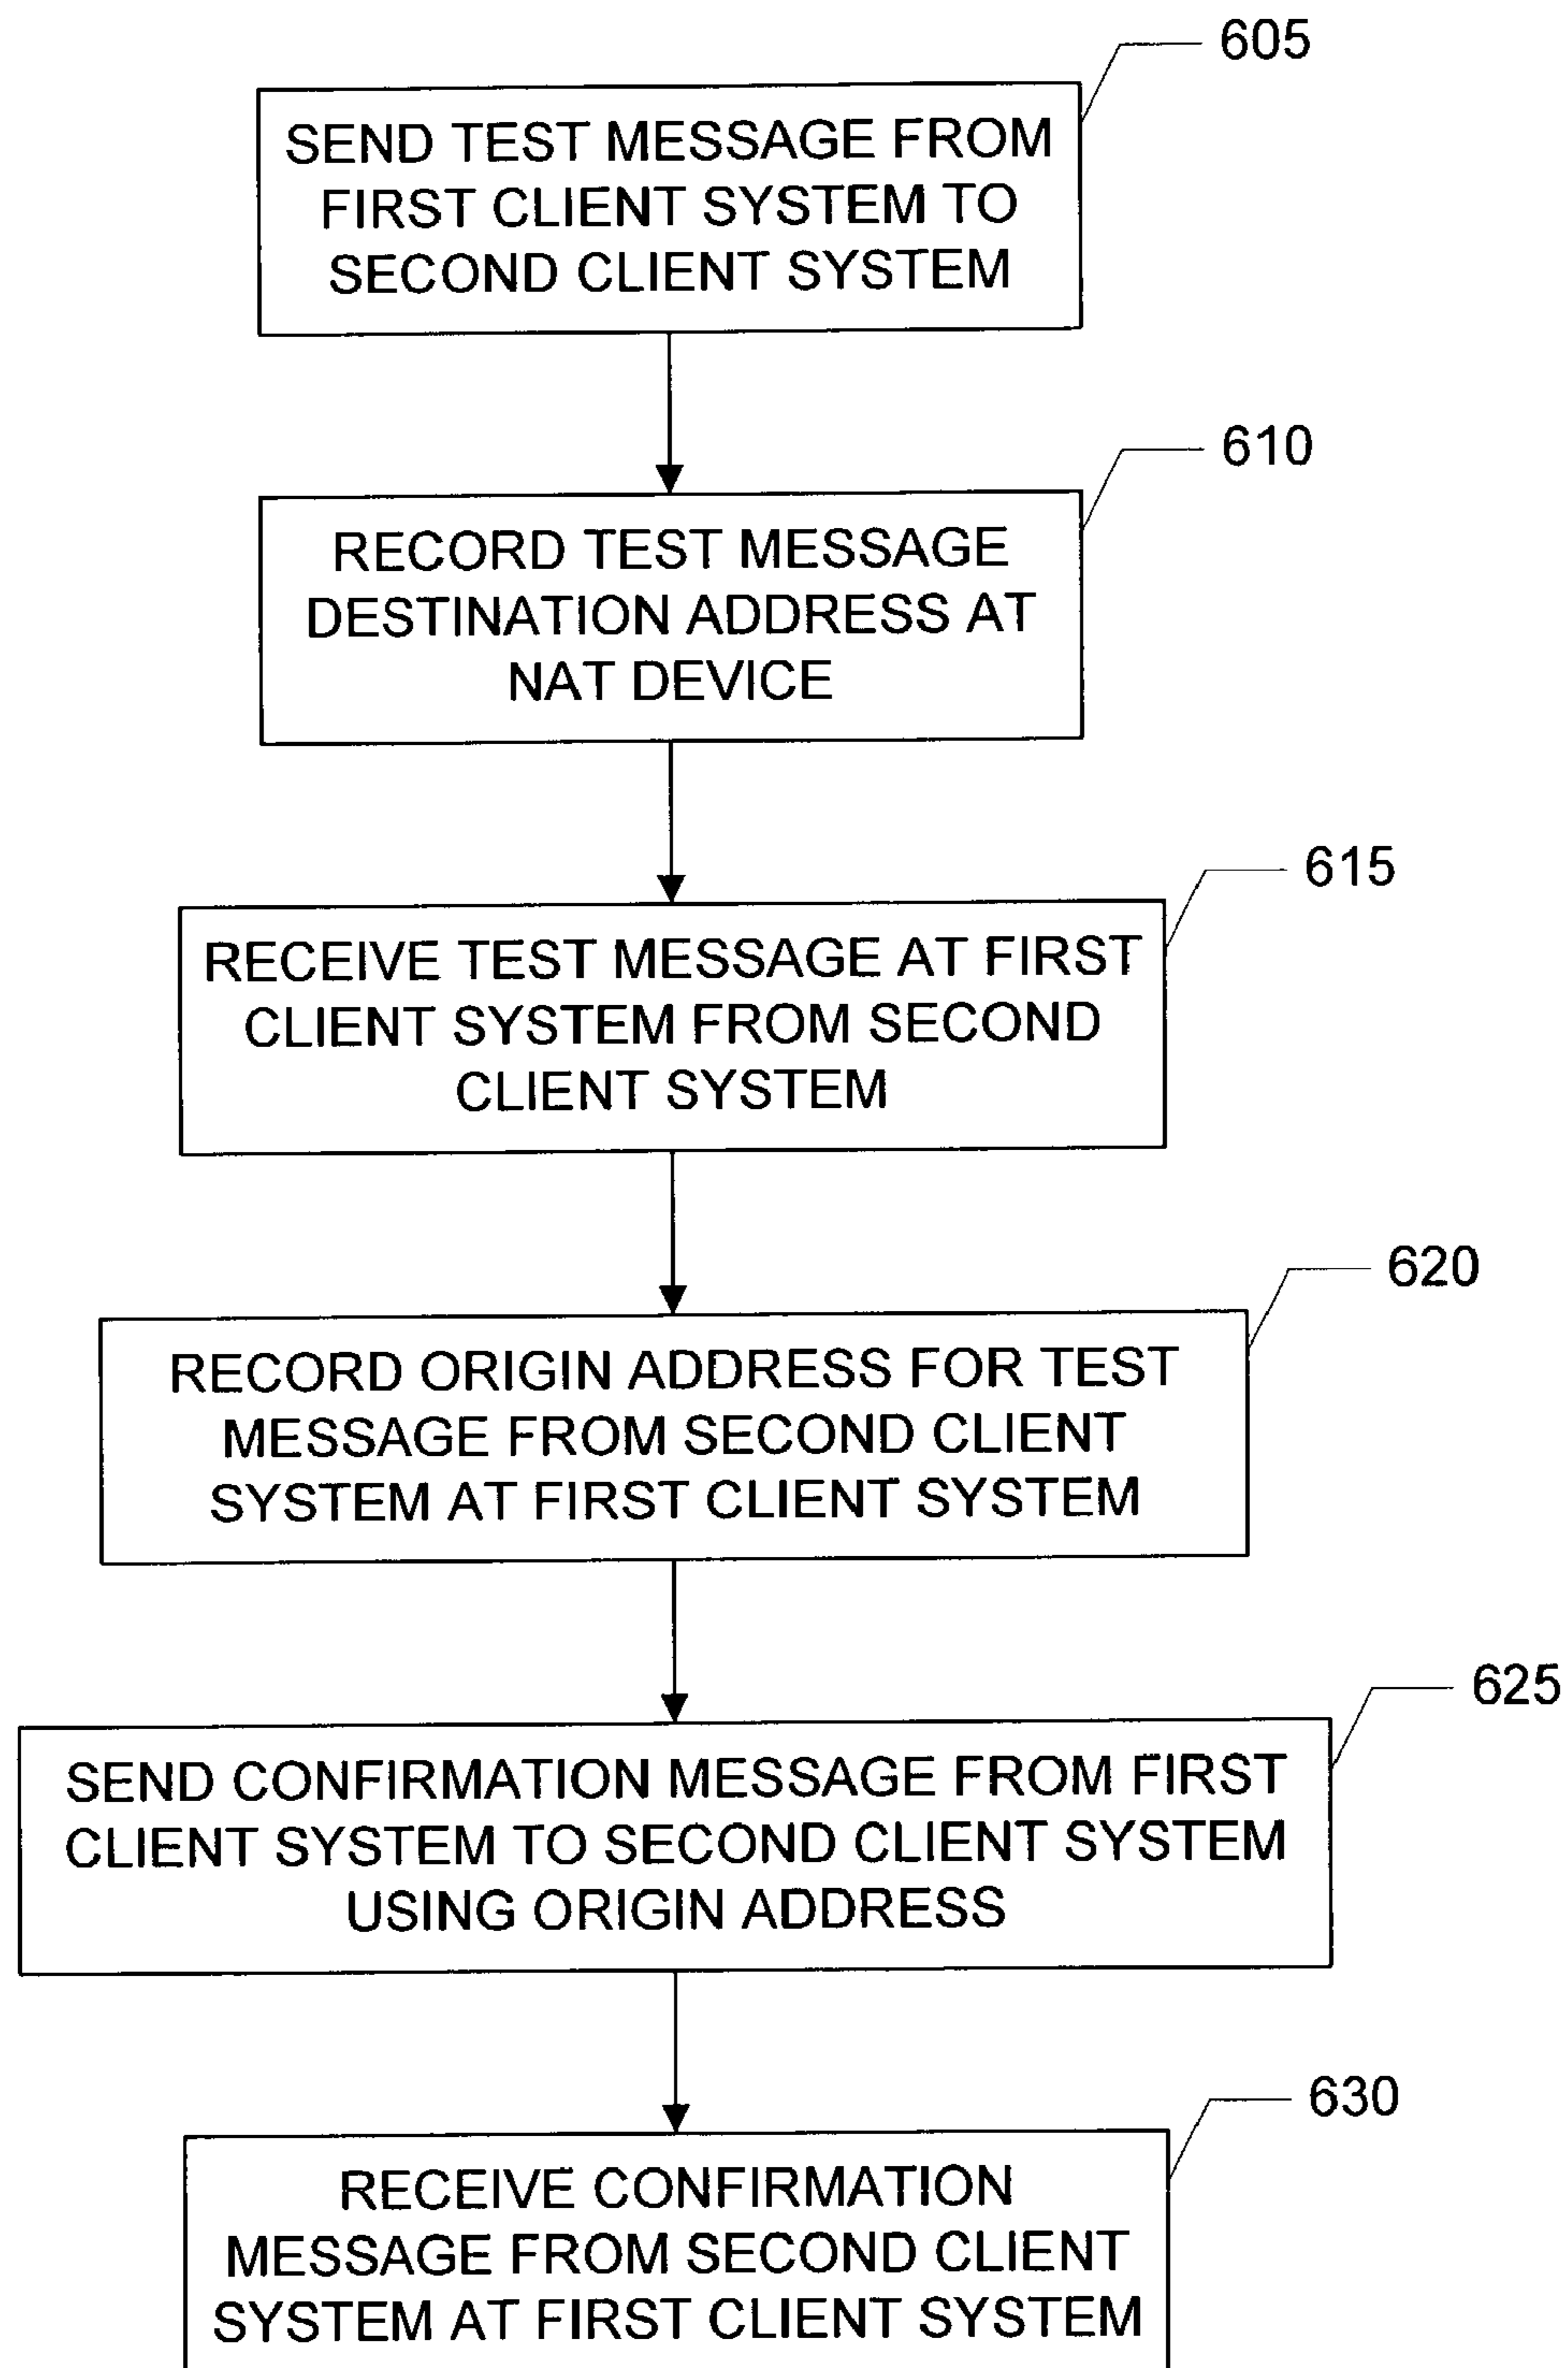 605
SEND TEST MESSAGE FROM
FIRST CLIENT SYSTEM TO
SECOND CLIENT SYSTEM
610
RECORD TEST MESSAGE
DESTINATION ADDRESS AT
NAT DEVICE
615
RECEIVE TEST MESSAGE AT FIRST
CLIENT SYSTEM FROM SECOND
CLIENT SYSTEM
620
RECORD ORIGIN ADDRESS FOR TEST
MESSAGE FROM SECOND CLIENT
SYSTEM AT FIRST CLIENT SYSTEM
625
SEND CONFIRMATION MESSAGE FROM FIRST
CLIENT SYSTEM TO SECOND CLIENT SYSTEM
USING ORIGIN ADDRESS
630
RECEIVE CONFIRMATION
MESSAGE FROM SECOND CLIENT
SYSTEM AT FIRST CLIENT SYSTEM